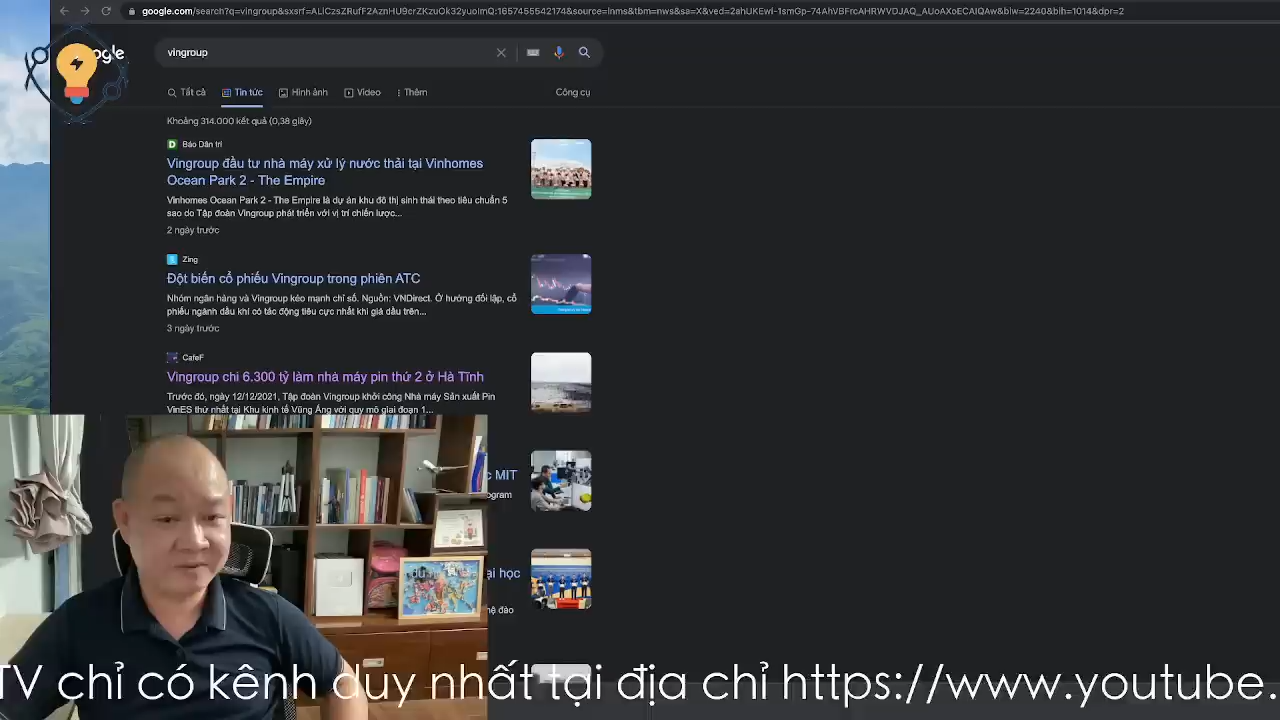 google.com/search?q=vingroup&sxsrf=ALiCzsZRufF2AznHU9crZKzuOk32yuoImQ:1657455542174&source=lnms&tbm=nws&sa=X&ved=2ahUKEwi-1smGp-74AhVBFrcAHRWVDJAQ_AUoAXoECAIQAw&biw=2240&bih=1014&dpr=2
vingroup
Tất cả
Tin tức
Hình ảnh
Video
Thêm
Công cụ
Khoảng 314.000 kết quả (0,38 giây)
Báo Dân trí
Vingroup đầu tư nhà máy xử lý nước thải tại Vinhomes
Ocean Park 2 - The Empire
Vinhomes Ocean Park 2 - The Empire là dự án khu đô thị sinh thái theo tiêu chuẩn 5
sao do Tập đoàn Vingroup phát triển với vị trí chiến lược...
2 ngày trước
Zing
Đột biến cổ phiếu Vingroup trong phiên ATC
Nhóm ngân hàng và Vingroup kéo mạnh chỉ số. Nguồn: VNDirect. Ở hướng đối lập, cổ
phiếu ngành dầu khí có tác động tiêu cực nhất khi giá dầu trên...
3 ngày trước
CafeF
Vingroup chi 6.300 tỷ làm nhà máy pin thứ 2 ở Hà Tĩnh
Trước đó, ngày 12/12/2021, Tập đoàn Vingroup khởi công Nhà máy Sản xuất Pin
VinES thứ nhất tại Khu kinh tế Vũng Áng với quy mô giai đoạn 1...
MIT
ogram
ại học
hệ đào
TV chỉ có kênh duy nhất tại địa chỉ https://www.youtube.